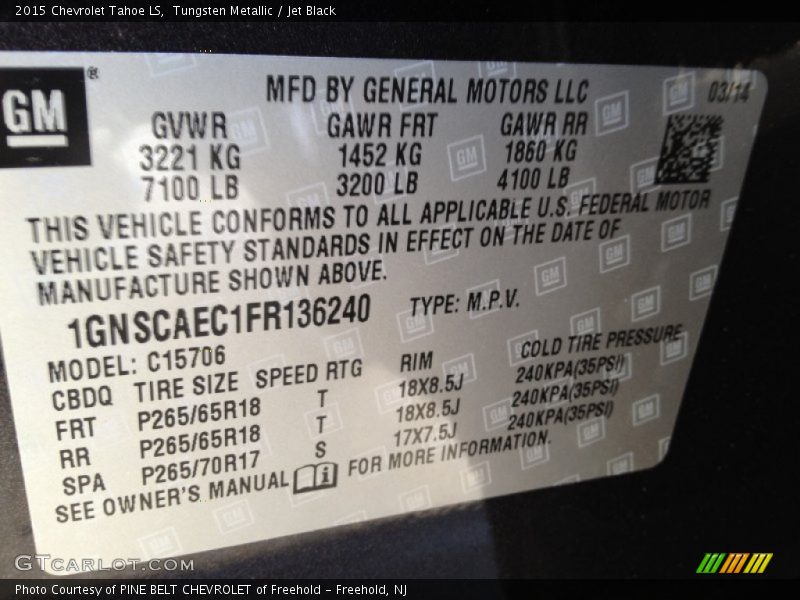 2015 Chevrolet Tahoe LS, Tungsten Metallic / Jet Black
GM ®
MFD BY GENERAL MOTORS LLC 03/14
GVWR GAWR FRT GAWR RR
3221 KG 1452 KG 1860 KG
7100 LB 3200 LB 4100 LB
THIS VEHICLE CONFORMS TO ALL APPLICABLE U.S. FEDERAL MOTOR
VEHICLE SAFETY STANDARDS IN EFFECT ON THE DATE OF
MANUFACTURE SHOWN ABOVE.
1GNSCAEC1FR136240 TYPE: M.P.V.
MODEL: C15706
CBDQ TIRE SIZE SPEED RTG RIM COLD TIRE PRESSURE
FRT P265/65R18 T 18X8.5J 240KPA(35PSI)
RR P265/65R18 T 18X8.5J 240KPA(35PSI)
SPA P265/70R17 S 17X7.5J 240KPA(35PSI)
SEE OWNER'S MANUAL FOR MORE INFORMATION.
GTCarLot.com
Photo Courtesy of PINE BELT CHEVROLET of Freehold - Freehold, NJ